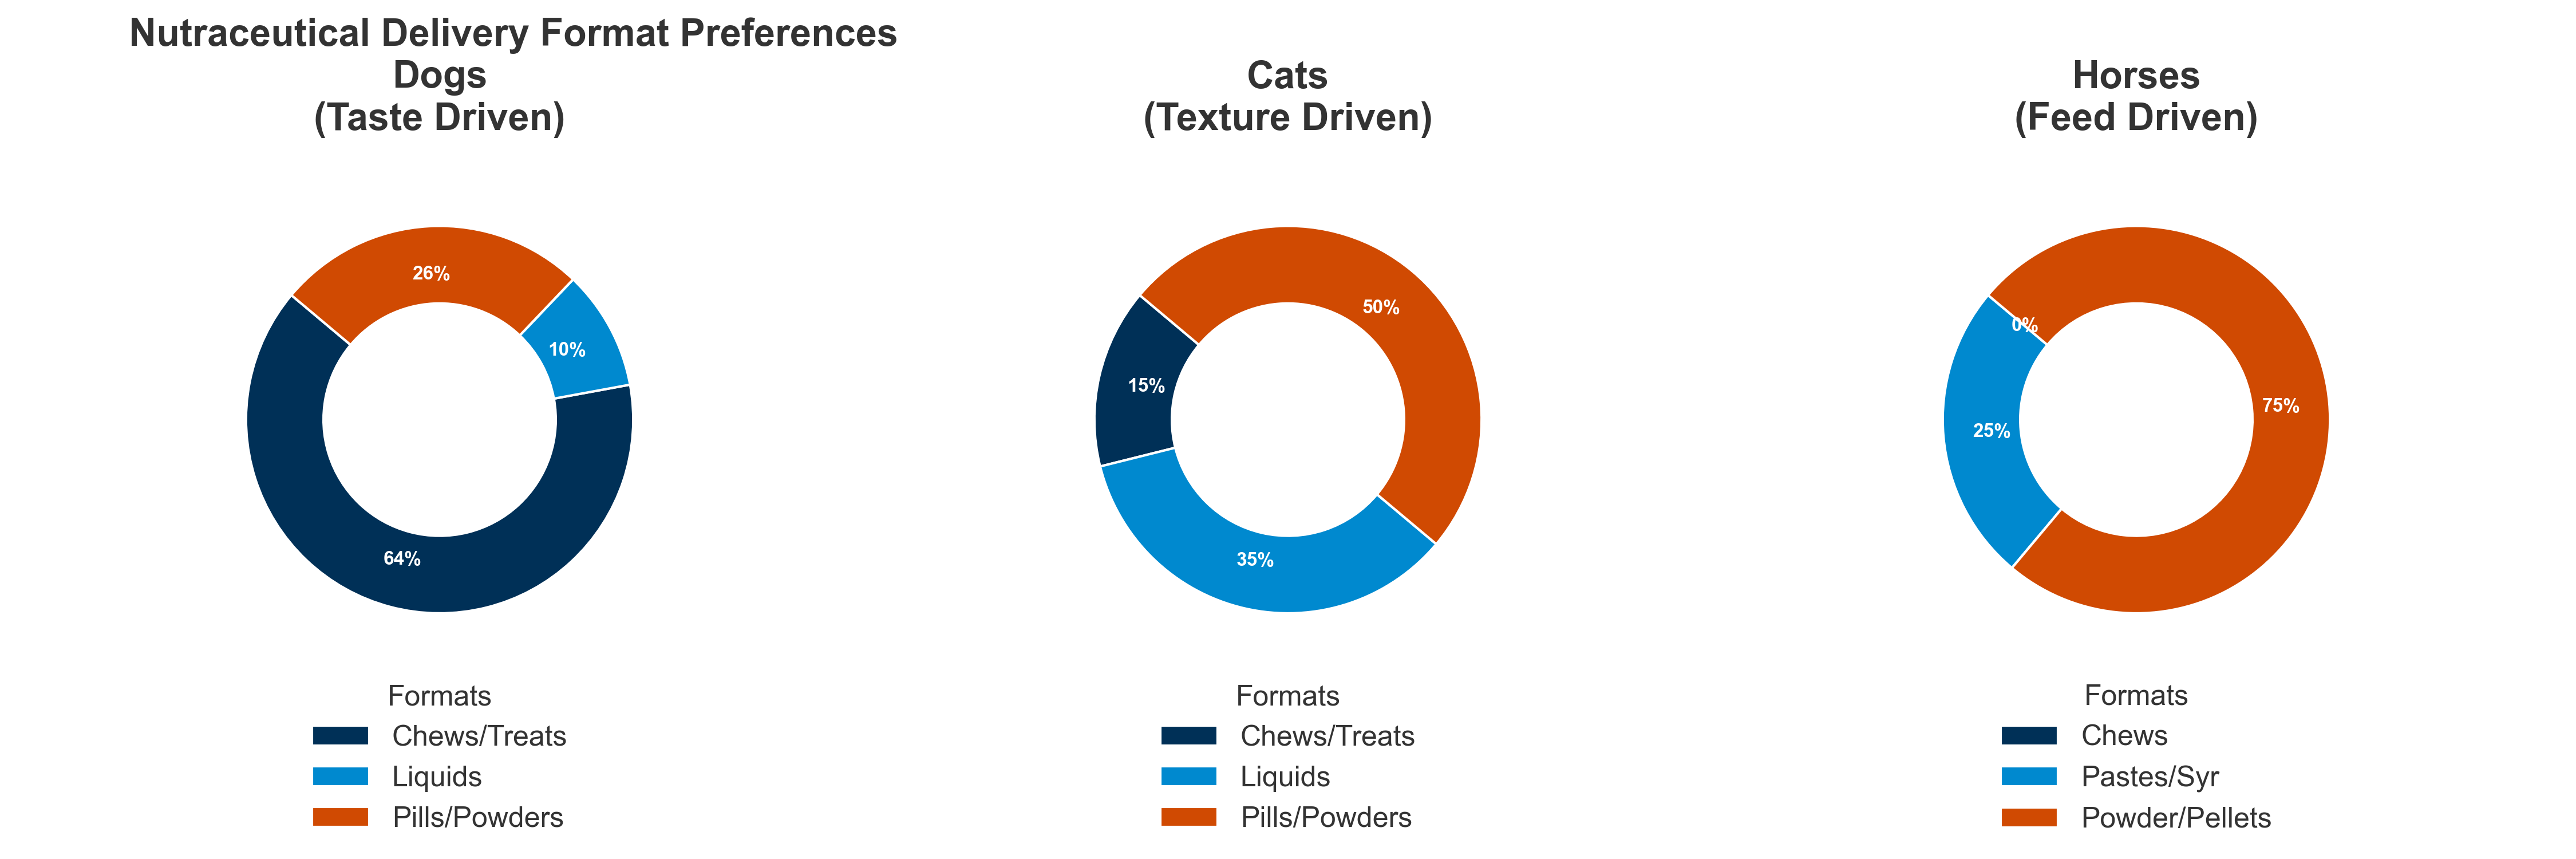 Nutraceutical Delivery Format Preferences
Dogs
(Taste Driven)
26%
10%
64%
Formats
Chews/Treats
Liquids
Pills/Powders
Cats
(Texture Driven)
50%
15%
35%
Formats
Chews/Treats
Liquids
Pills/Powders
Horses
(Feed Driven)
0%
75%
25%
Formats
Chews
Pastes/Syr
Powder/Pellets